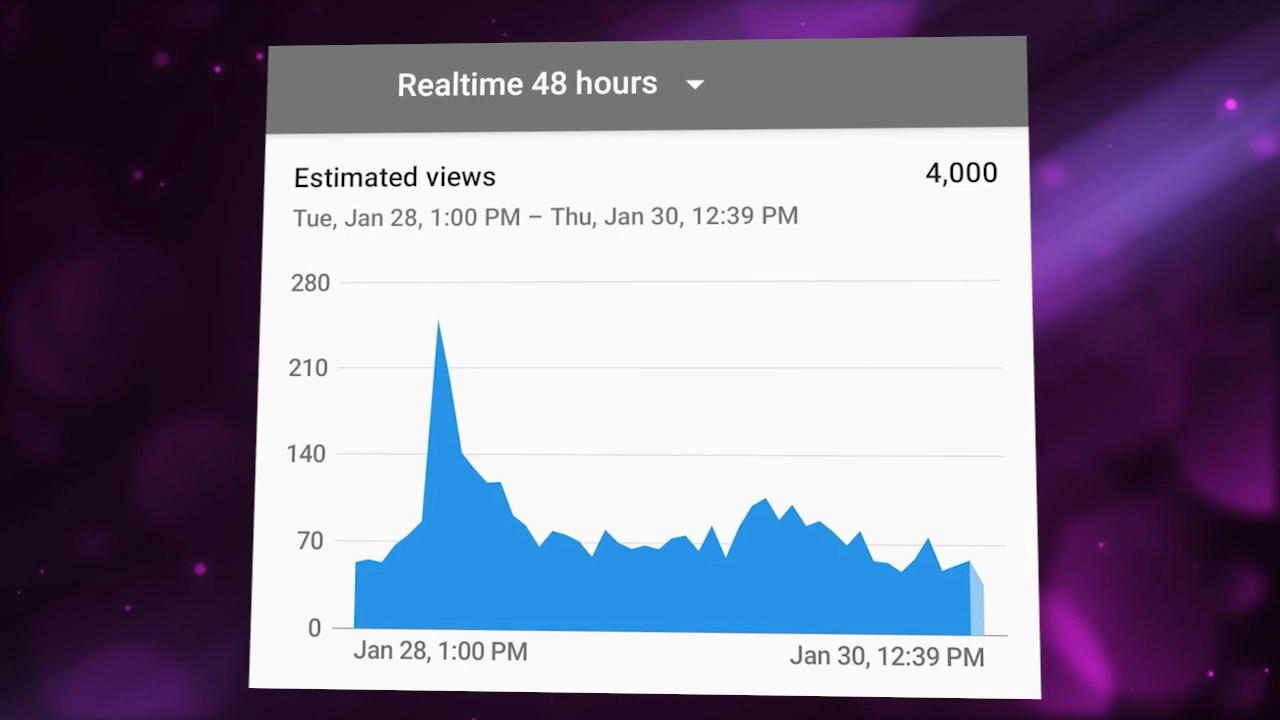 Realtime 48 hours
Estimated views 4,000
Tue, Jan 28, 1:00 PM – Thu, Jan 30, 12:39 PM
280
210
140
70
0
Jan 28, 1:00 PM Jan 30, 12:39 PM